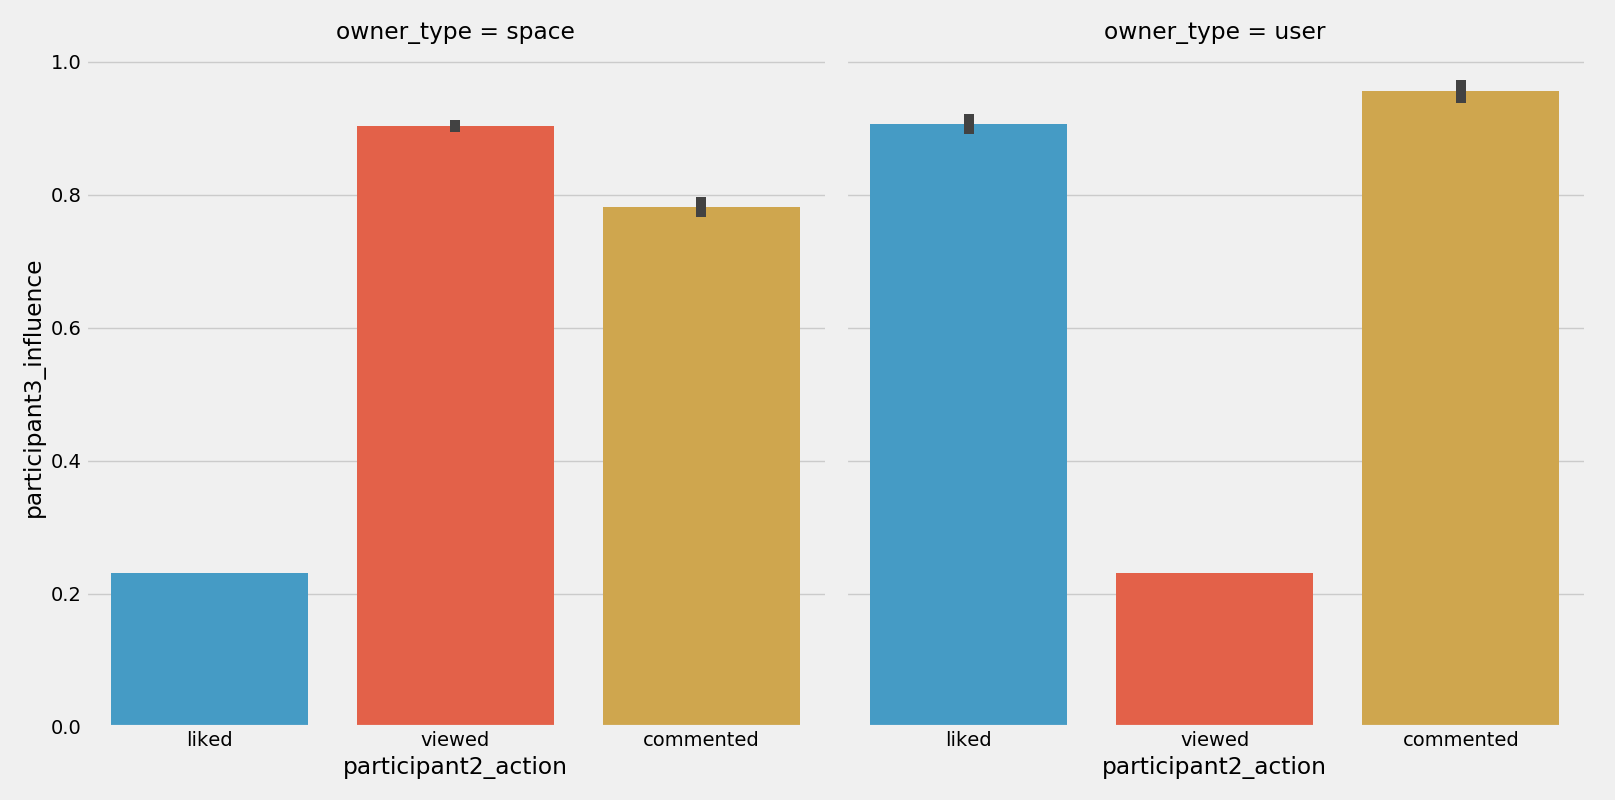 owner_type = space
owner_type = user
1.0
0.8
0.6
0.4
0.2
0.0
participant3_influence
liked viewed commented
liked viewed commented
participant2_action
participant2_action